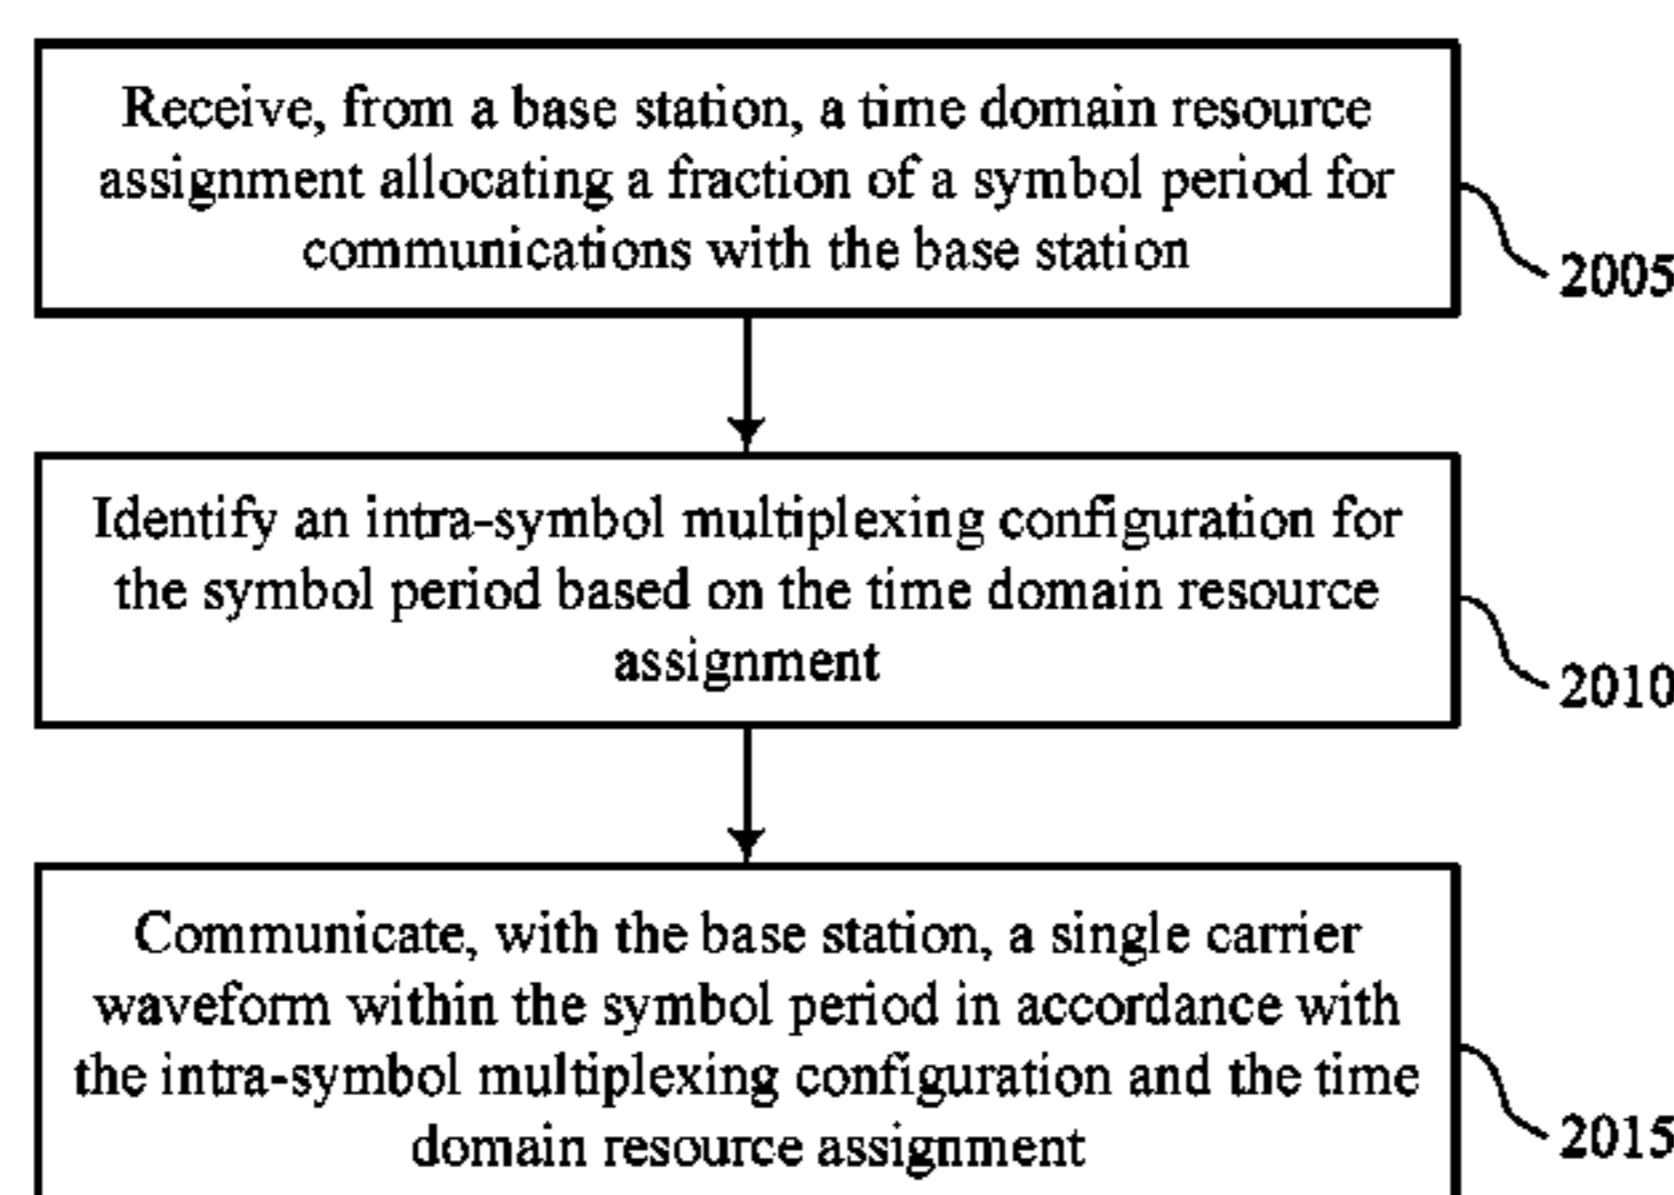 Receive, from a base station, a time domain resource
assignment allocating a fraction of a symbol period for
communications with the base station
2005
Identify an intra-symbol multiplexing configuration for
the symbol period based on the time domain resource
assignment
2010
Communicate, with the base station, a single carrier
waveform within the symbol period in accordance with
the intra-symbol multiplexing configuration and the time
domain resource assignment
2015